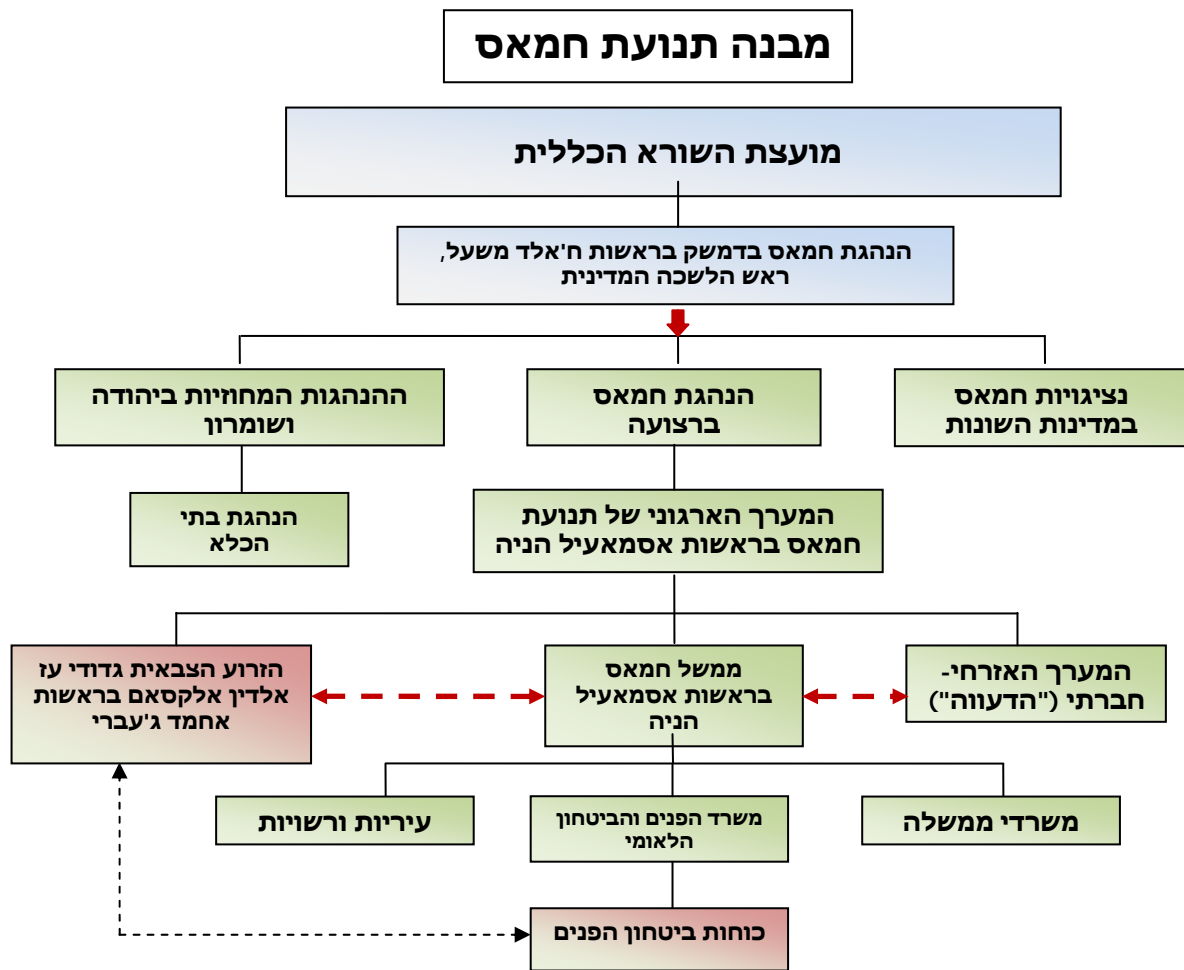 מבנה תנועת חמאס
מועצת השורא הכללית
הנהגת חמאס בדמשק בראשות ח'אלד משעל,
ראש הלשכה המדינית
נציגויות חמאס
במדינות השונות
הנהגת חמאס
ברצועה
ההנהגות המחוזיות ביהודה
ושומרון
המערך הארגוני של תנועת
חמאס בראשות אסמאעיל הניה
הנהגת בתי
הכלא
המערך האזרחי-
חברתי ("הדעווה")
ממשל חמאס
בראשות אסמאעיל
הניה
הזרוע הצבאית גדודי עז
אלדין אלקסאם בראשות
אחמד ג'עברי
משרדי ממשלה
משרד הפנים והביטחון
הלאומי
עיריות ורשויות
כוחות ביטחון הפנים